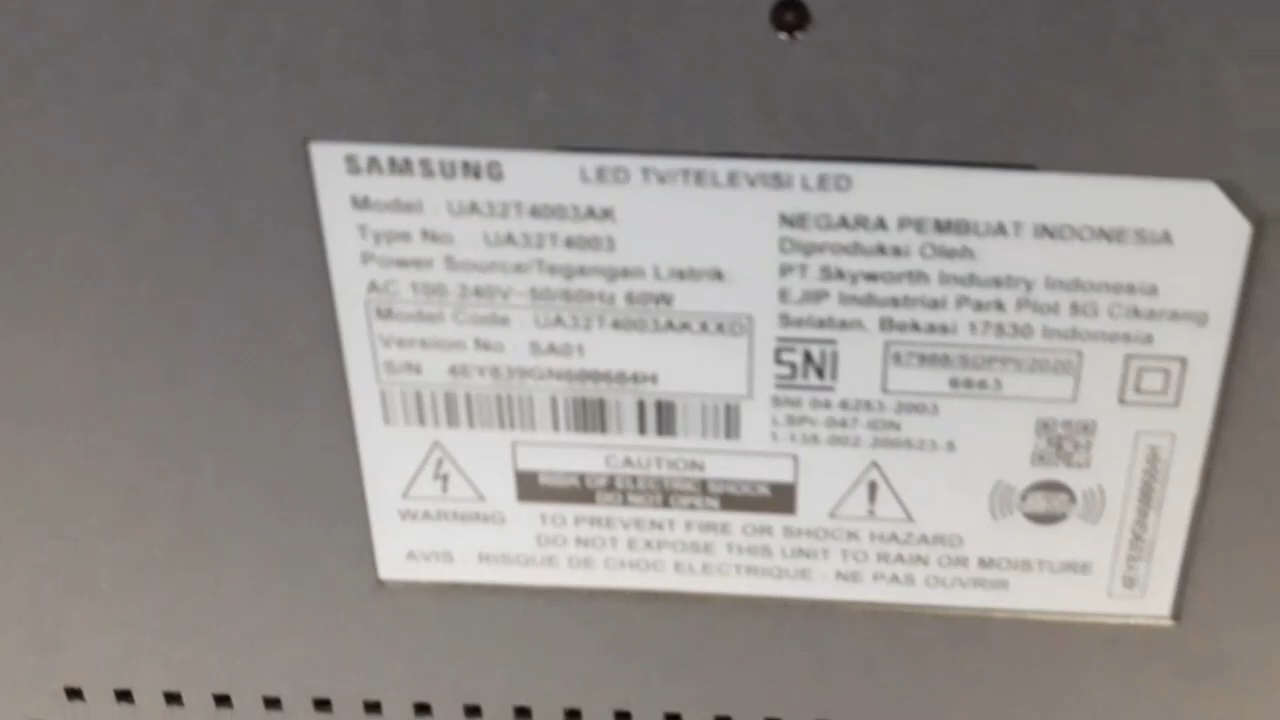 SAMSUNG LED TV/TELEVISI LED
Model : UA32T4003AK
Type No. : UA32T4003
Power Source/Tegangan Listrik:
AC 100-240V~50/60Hz 60W
Model Code : UA32T4003AKXXD
Version No : SA01
S/N
NEGARA PEMBUAT INDONESIA
Diproduksi Oleh:
PT.Skyworth Industry Indonesia
EJIP Industrial Park Plot 5G Cikarang
Selatan, Bekasi 17530 Indonesia
SNI
6663
SNI 04-6253-2003
LSPr-047-IDN
1-135-002-200523-5
CAUTION
RISK OF ELECTRIC SHOCK
DO NOT OPEN
WARNING : TO PREVENT FIRE OR SHOCK HAZARD
DO NOT EXPOSE THIS UNIT TO RAIN OR MOISTURE
AVIS : RISQUE DE CHOC ELECTRIQUE - NE PAS OUVRIR